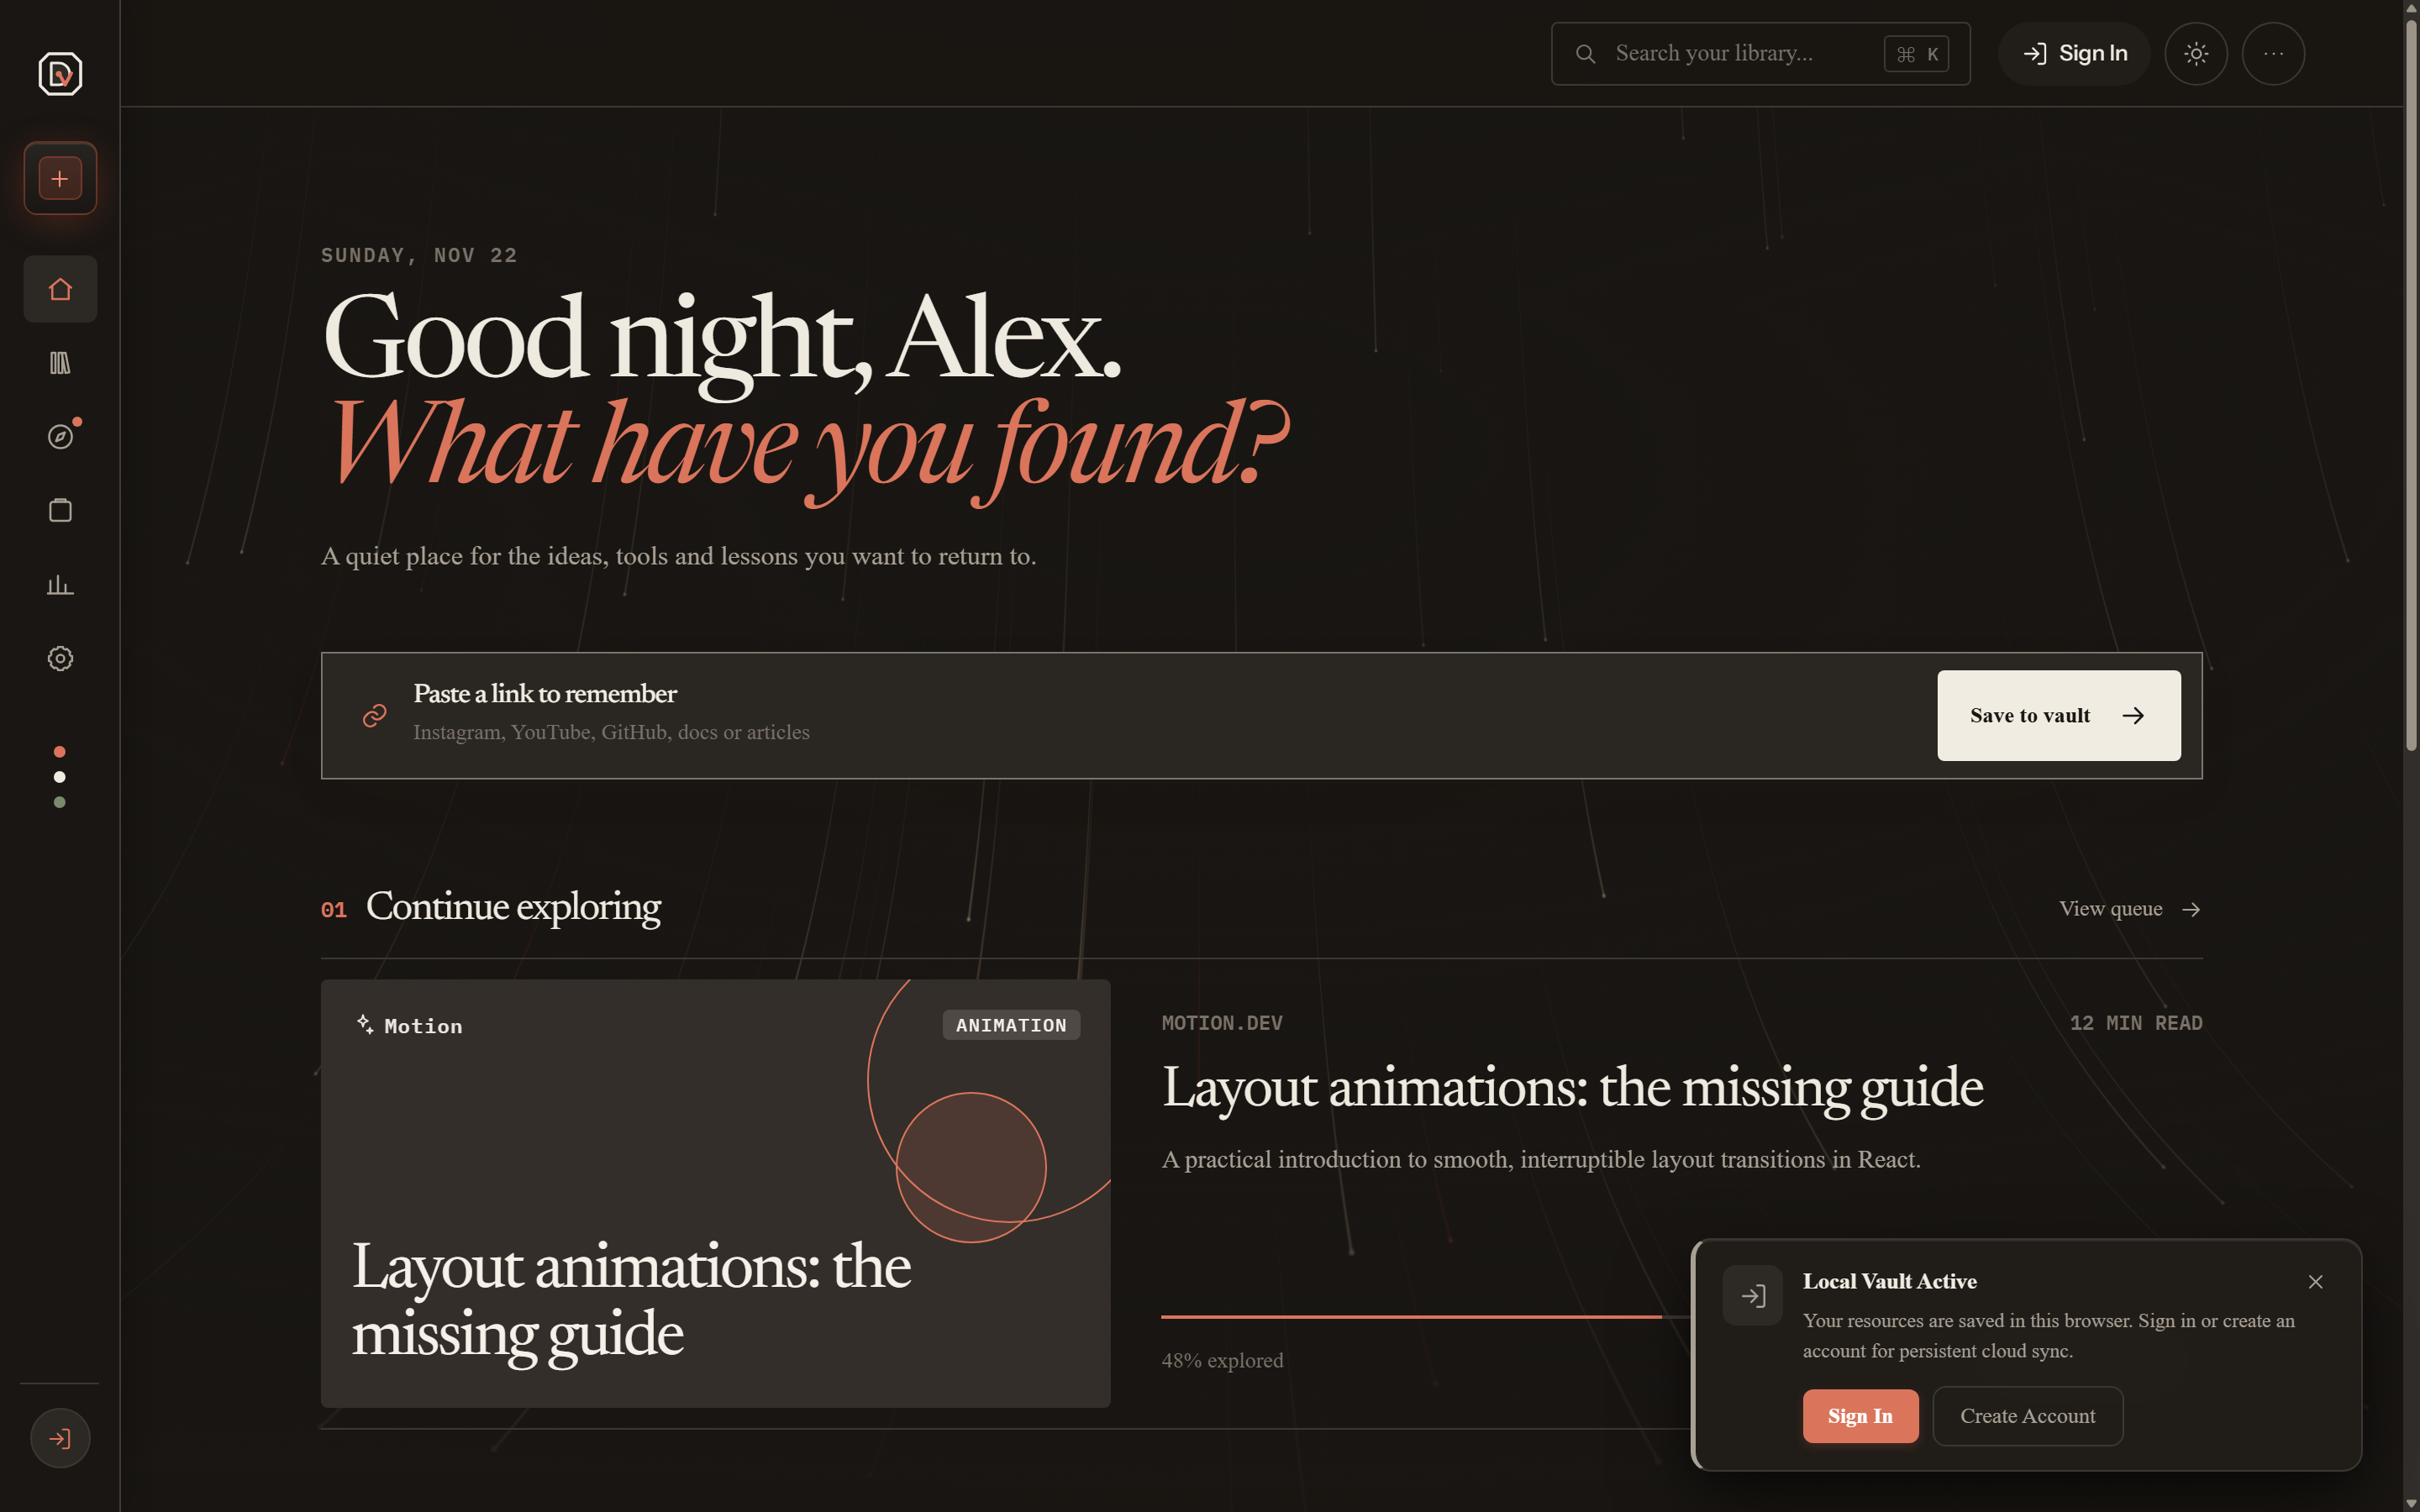 Search your library...
⌘ K
Sign In
SUNDAY, NOV 22
Good night, Alex.
What have you found?
A quiet place for the ideas, tools and lessons you want to return to.
Paste a link to remember
Instagram, YouTube, GitHub, docs or articles
Save to vault
01 Continue exploring
View queue
Motion
ANIMATION
Layout animations: the
missing guide
MOTION.DEV
12 MIN READ
Layout animations: the missing guide
A practical introduction to smooth, interruptible layout transitions in React.
48% explored
Local Vault Active
Your resources are saved in this browser. Sign in or create an
account for persistent cloud sync.
Sign In
Create Account